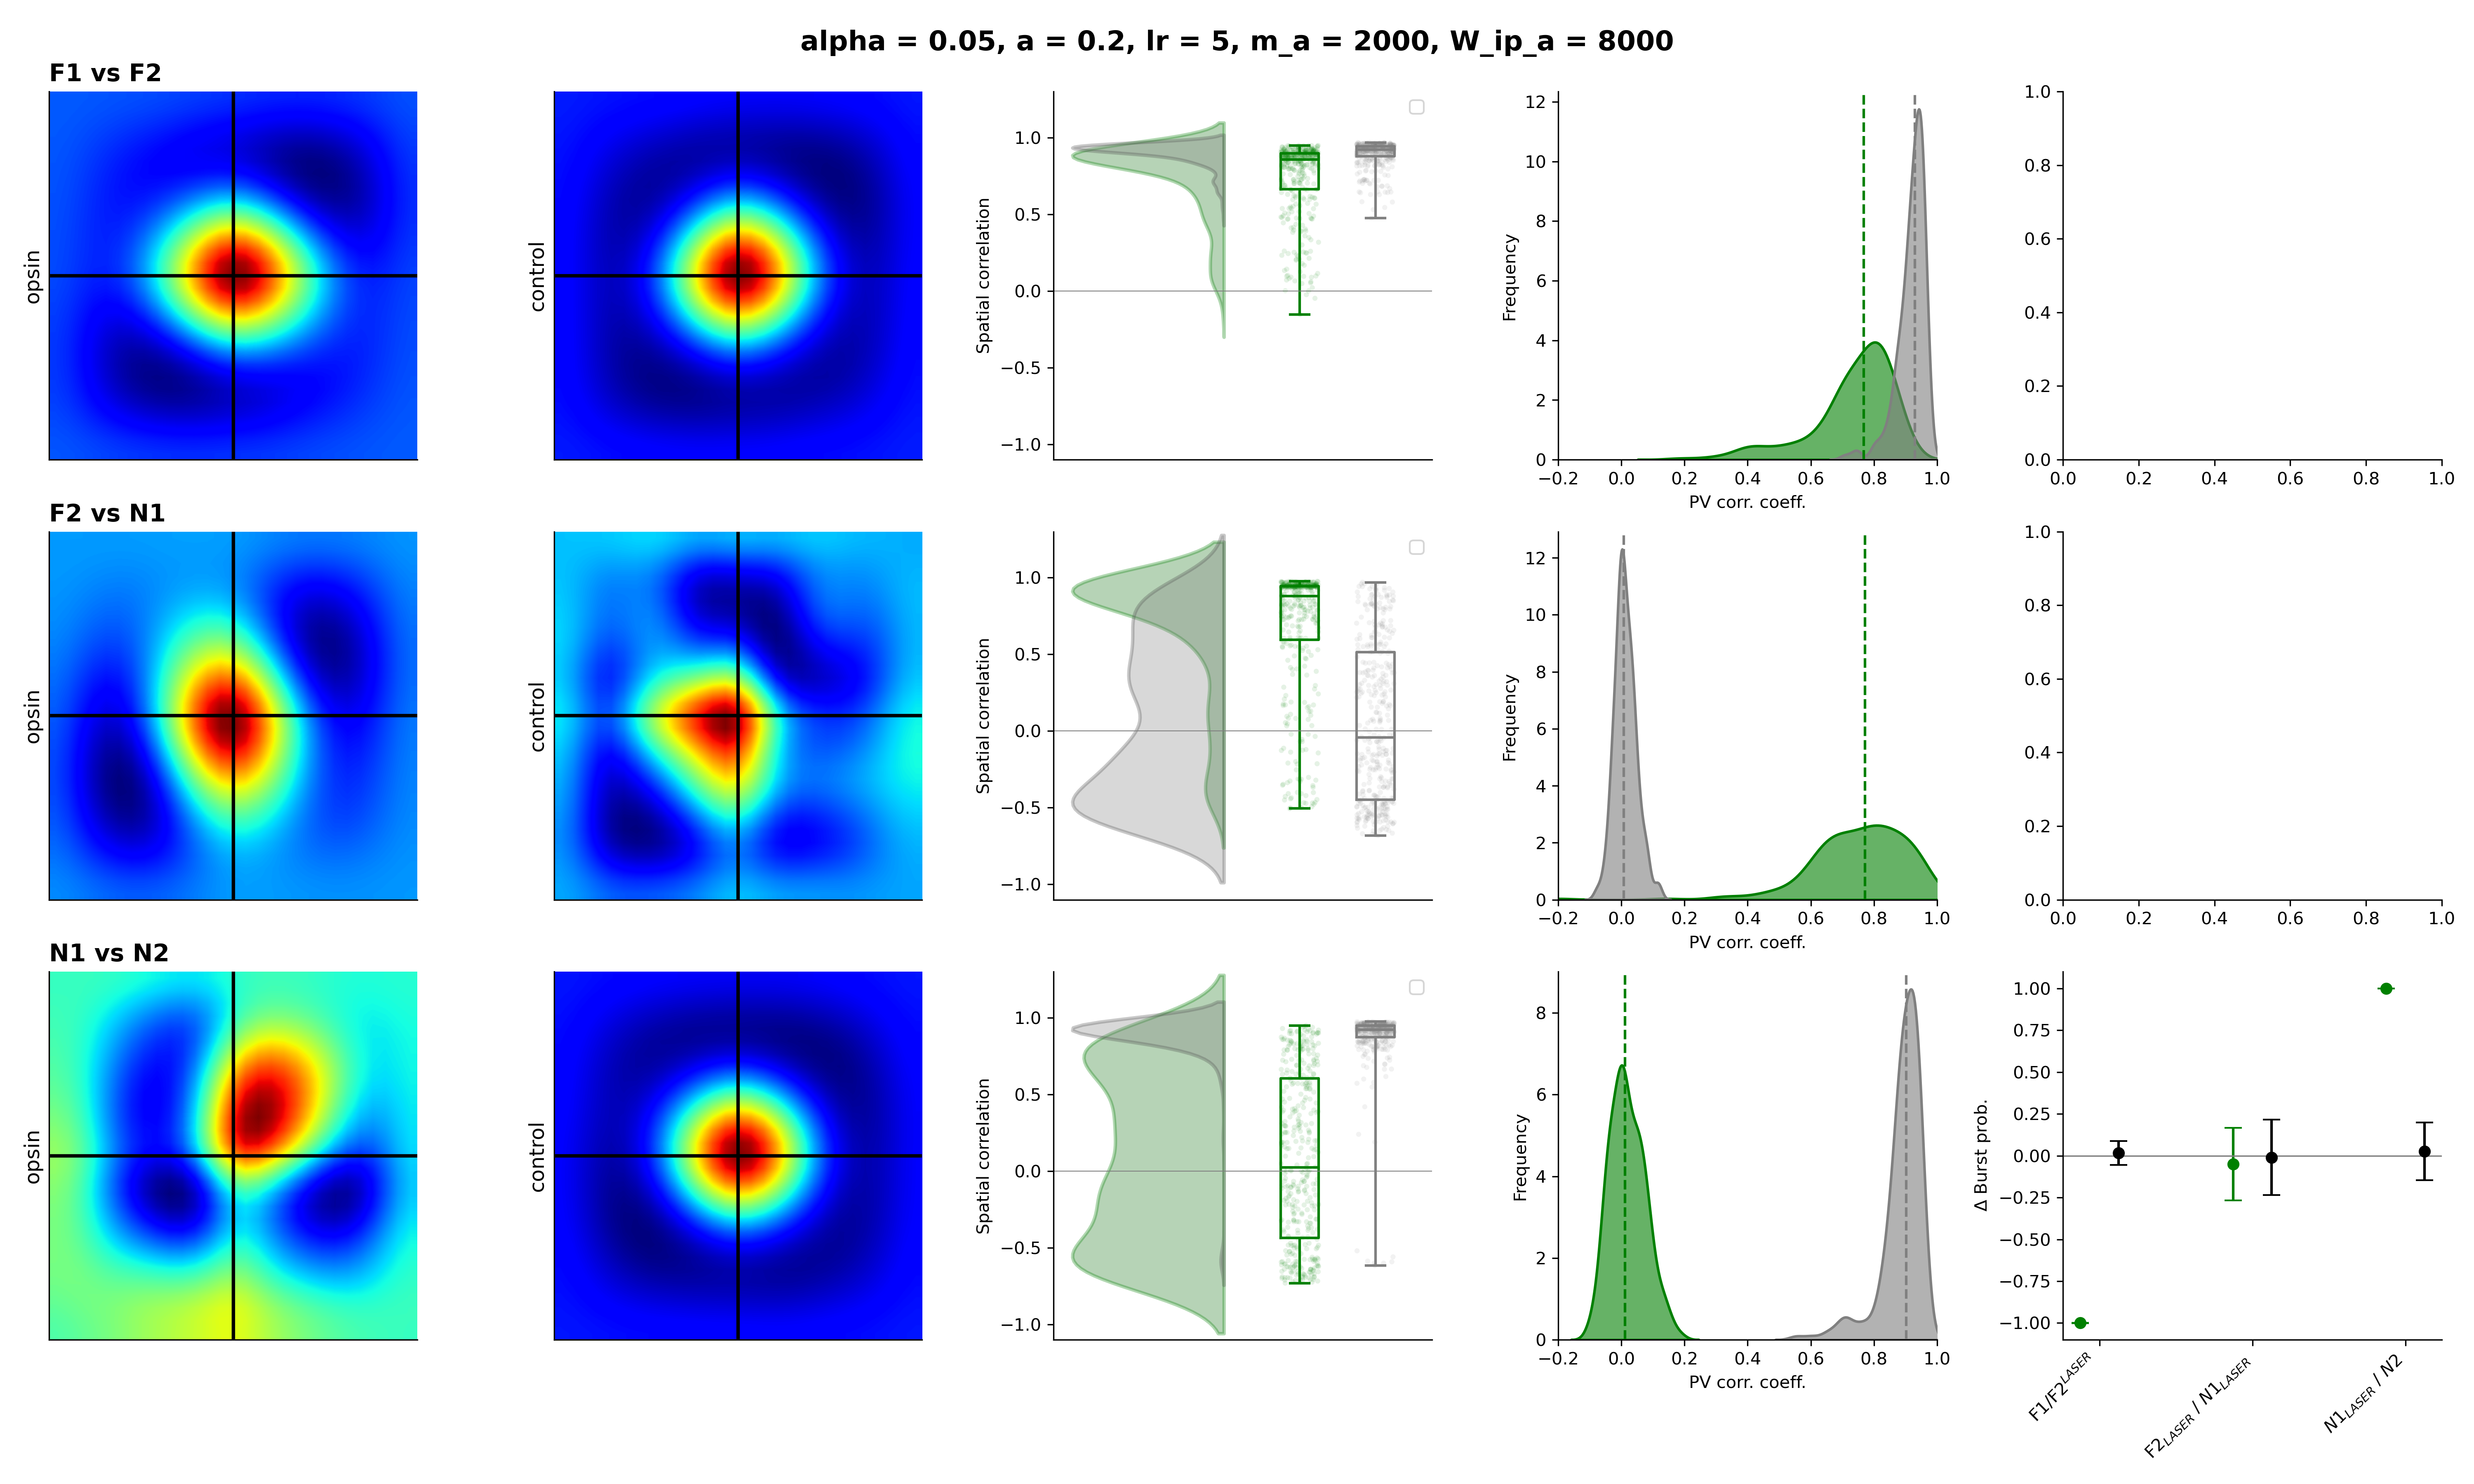 alpha = 0.05, a = 0.2, lr = 5, m_a = 2000, W_ip_a = 8000
F1 vs F2
opsin
control
Spatial correlation
1.0
0.5
0.0
−0.5
−1.0
Frequency
12
10
8
6
4
2
0
−0.2 0.0 0.2 0.4 0.6 0.8 1.0
PV corr. coeff.
1.0
0.8
0.6
0.4
0.2
0.0
0.0 0.2 0.4 0.6 0.8 1.0
F2 vs N1
opsin
control
Spatial correlation
1.0
0.5
0.0
−0.5
−1.0
Frequency
12
10
8
6
4
2
0
−0.2 0.0 0.2 0.4 0.6 0.8 1.0
PV corr. coeff.
1.0
0.8
0.6
0.4
0.2
0.0
0.0 0.2 0.4 0.6 0.8 1.0
N1 vs N2
opsin
control
Spatial correlation
1.0
0.5
0.0
−0.5
−1.0
Frequency
8
6
4
2
0
−0.2 0.0 0.2 0.4 0.6 0.8 1.0
PV corr. coeff.
Δ Burst prob.
1.00
0.75
0.50
0.25
0.00
−0.25
−0.50
−0.75
−1.00
F1/F2^LASER
F2_LASER / N1_LASER
N1_LASER / N2